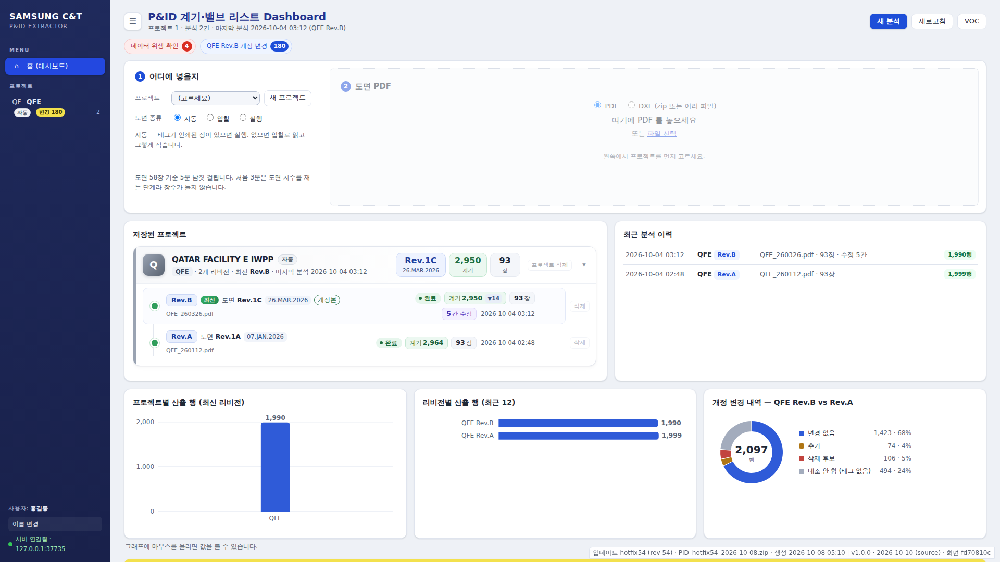 SAMSUNG C&T
P&ID EXTRACTOR
MENU
⌂ 홈 (대시보드)
프로젝트
QF QFE
자동 변경 180 2
사용자: 홍길동
이름 변경
서버 연결됨 ·
127.0.0.1:37735
☰
P&ID 계기·밸브 리스트 Dashboard
프로젝트 1 · 분석 2건 · 마지막 분석 2026-10-04 03:12 (QFE Rev.B)
새 분석 새로고침 VOC
데이터 위생 확인 4 QFE Rev.B 개정 변경 180
1 어디에 넣을지
프로젝트 (고르세요) 새 프로젝트
도면 종류 자동 입찰 실행
자동 — 태그가 인쇄된 장이 있으면 실행, 없으면 입찰로 읽고
그렇게 적습니다.
도면 58장 기준 5분 남짓 걸립니다. 처음 3분은 도면 치수를 재
는 단계라 장수가 늘지 않습니다.
2 도면 PDF
PDF DXF (zip 또는 여러 파일)
여기에 PDF 를 놓으세요
또는 파일 선택
왼쪽에서 프로젝트를 먼저 고르세요.
저장된 프로젝트
Q
QATAR FACILITY E IWPP 자동
QFE · 2개 리비전 · 최신 Rev.B · 마지막 분석 2026-10-04 03:12
Rev.1C 2,950 93
26.MAR.2026 계기 장
프로젝트 삭제 ▼
Rev.B 최신 도면 Rev.1C 26.MAR.2026 개정본
QFE_260326.pdf
완료 계기 2,950 ▼14 93 장
5 칸 수정 2026-10-04 03:12
삭제
Rev.A 도면 Rev.1A 07.JAN.2026
QFE_260112.pdf
완료 계기 2,964 93 장 2026-10-04 02:48
삭제
최근 분석 이력
2026-10-04 03:12 QFE Rev.B QFE_260326.pdf · 93장 · 수정 5칸 1,990행
2026-10-04 02:48 QFE Rev.A QFE_260112.pdf · 93장 1,999행
프로젝트별 산출 행 (최신 리비전)
1,990
2,000
1,000
0
QFE
리비전별 산출 행 (최근 12)
QFE Rev.B 1,990
QFE Rev.A 1,999
개정 변경 내역 — QFE Rev.B vs Rev.A
2,097
행
변경 없음 1,423 · 68%
추가 74 · 4%
삭제 후보 106 · 5%
대조 안 함 (태그 없음) 494 · 24%
그래프에 마우스를 올리면 값을 볼 수 있습니다.
업데이트 hotfix54 (rev 54) · PID_hotfix54_2026-10-08.zip · 생성 2026-10-08 05:10 | v1.0.0 · 2026-10-10 (source) · 화면 fd70810c